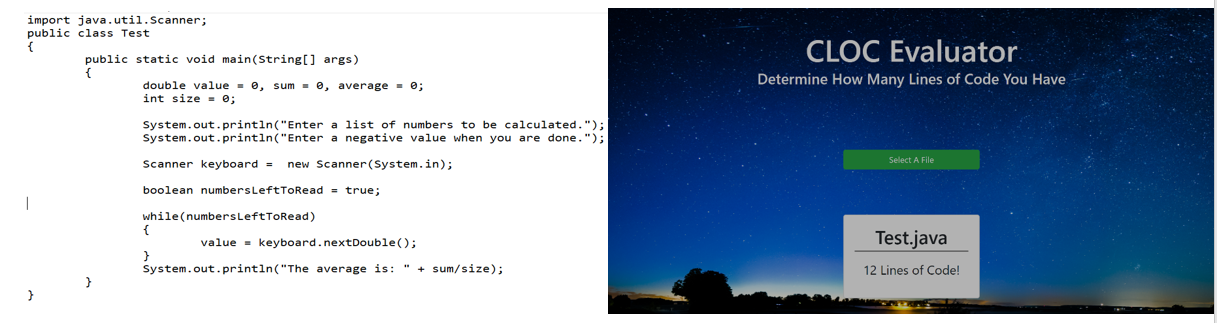 import java.util.Scanner;
public class Test
{
public static void main(String[] args)
{
double value = 0, sum = 0, average = 0;
int size = 0;
System.out.println("Enter a list of numbers to be calculated.");
System.out.println("Enter a negative value when you are done.");
Scanner keyboard =  new Scanner(System.in);
boolean numbersLeftToRead = true;
while(numbersLeftToRead)
{
value = keyboard.nextDouble();
}
System.out.println("The average is: " + sum/size);
}
}
CLOC Evaluator
Determine How Many Lines of Code You Have
Select A File
Test.java
12 Lines of Code!